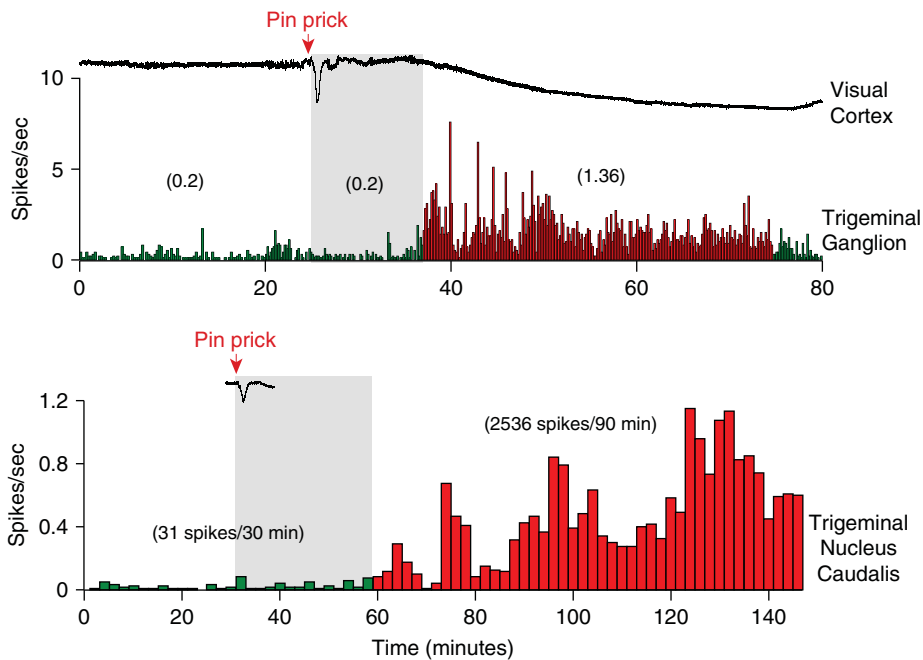 Pin prick
10
Visual
Cortex
Spikes/sec
(0.2)
(0.2)
(1.36)
5
Trigeminal
Ganglion
0
0
20
40
60
80
Pin prick
1.2
(2536 spikes/90 min)
0.8
Spikes/sec
(31 spikes/30 min)
0.4
Trigeminal
Nucleus
Caudalis
0
0
20
40
60
80
100
120
140
Time (minutes)